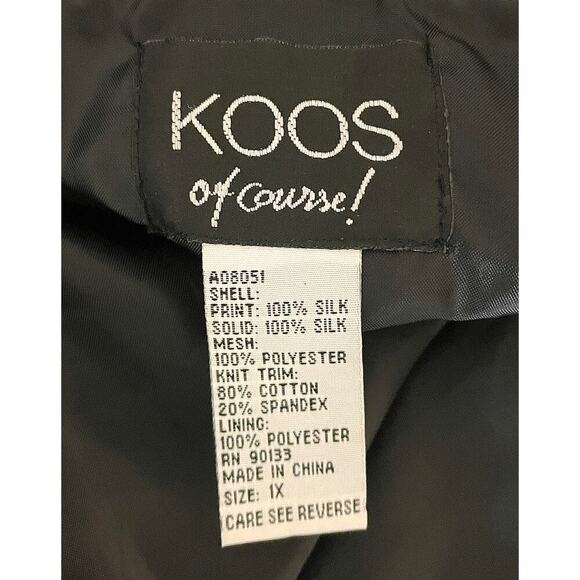 KOOS
of course!
A08051
SHELL:
PRINT: 100% SILK
SOLID: 100% SILK
MESH:
100% POLYESTER
KNIT TRIM:
80% COTTON
20% SPANDEX
LINING:
100% POLYESTER
RN 90133
MADE IN CHINA
SIZE: 1X
CARE SEE REVERSE